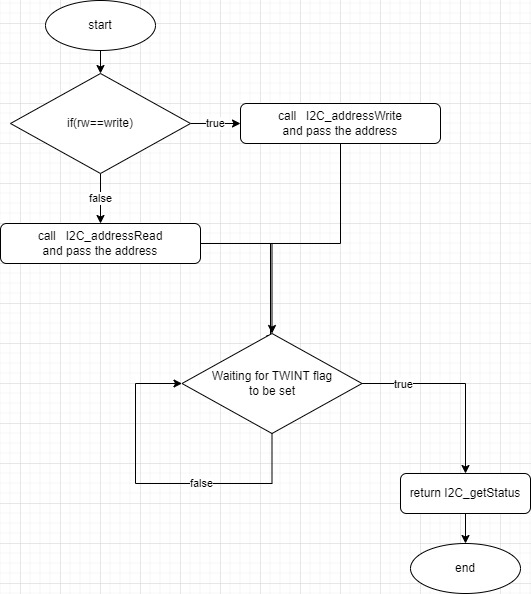 start
if(rw==write)
true
call I2C_addressWrite
and pass the address
false
call I2C_addressRead
and pass the address
Waiting for TWINT flag
to be set
true
false
return I2C_getStatus
end